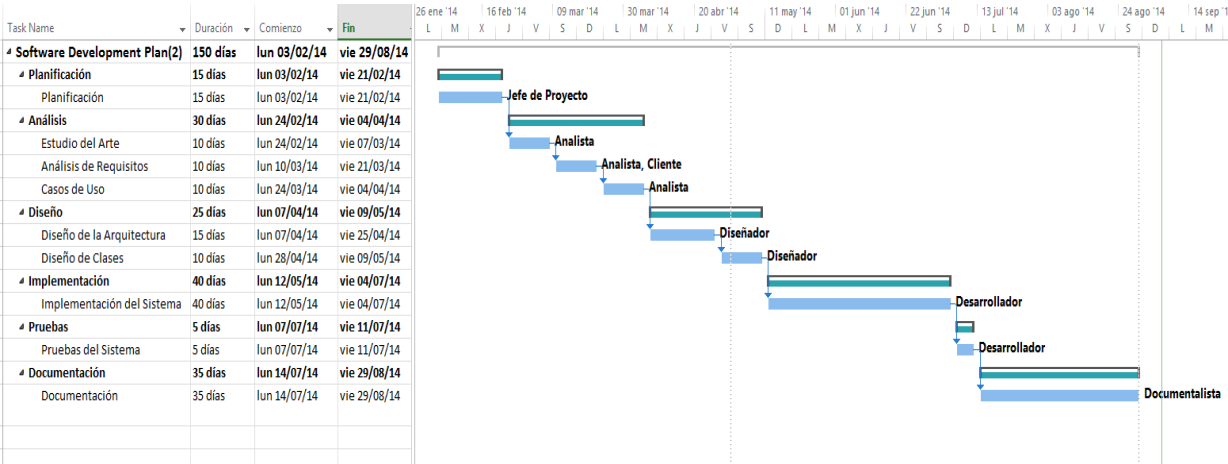 26 ene '14 16 feb '14 09 mar '14 30 mar '14 20 abr '14 11 may '14 01 jun '14 22 jun '14 13 jul '14 03 ago '14 24 ago '14 14 sep '1
Task Name Duración Comienzo Fin L M X J V S D L M X J V S D L M X J V S D L M X J V S D L M
Software Development Plan(2) 150 días lun 03/02/14 vie 29/08/14
Planificación 15 días lun 03/02/14 vie 21/02/14
Planificación 15 días lun 03/02/14 vie 21/02/14 Jefe de Proyecto
Análisis 30 días lun 24/02/14 vie 04/04/14
Estudio del Arte 10 días lun 24/02/14 vie 07/03/14 Analista
Análisis de Requisitos 10 días lun 10/03/14 vie 21/03/14 Analista, Cliente
Casos de Uso 10 días lun 24/03/14 vie 04/04/14 Analista
Diseño 25 días lun 07/04/14 vie 09/05/14
Diseño de la Arquitectura 15 días lun 07/04/14 vie 25/04/14 Diseñador
Diseño de Clases 10 días lun 28/04/14 vie 09/05/14 Diseñador
Implementación 40 días lun 12/05/14 vie 04/07/14
Implementación del Sistema 40 días lun 12/05/14 vie 04/07/14 Desarrollador
Pruebas 5 días lun 07/07/14 vie 11/07/14
Pruebas del Sistema 5 días lun 07/07/14 vie 11/07/14 Desarrollador
Documentación 35 días lun 14/07/14 vie 29/08/14
Documentación 35 días lun 14/07/14 vie 29/08/14 Documentalista